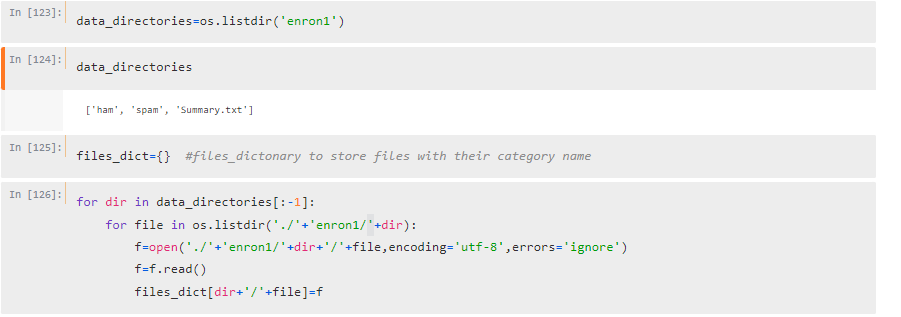 In [123]: data_directories=os.listdir('enron1')
In [124]: data_directories
['ham', 'spam', 'Summary.txt']
In [125]: files_dict={}  #files_dictonary to store files with their category name
In [126]: for dir in data_directories[:-1]:
    for file in os.listdir('./'+'enron1/'+dir):
        f=open('./'+'enron1/'+dir+'/'+file,encoding='utf-8',errors='ignore')
        f=f.read()
        files_dict[dir+'/'+file]=f